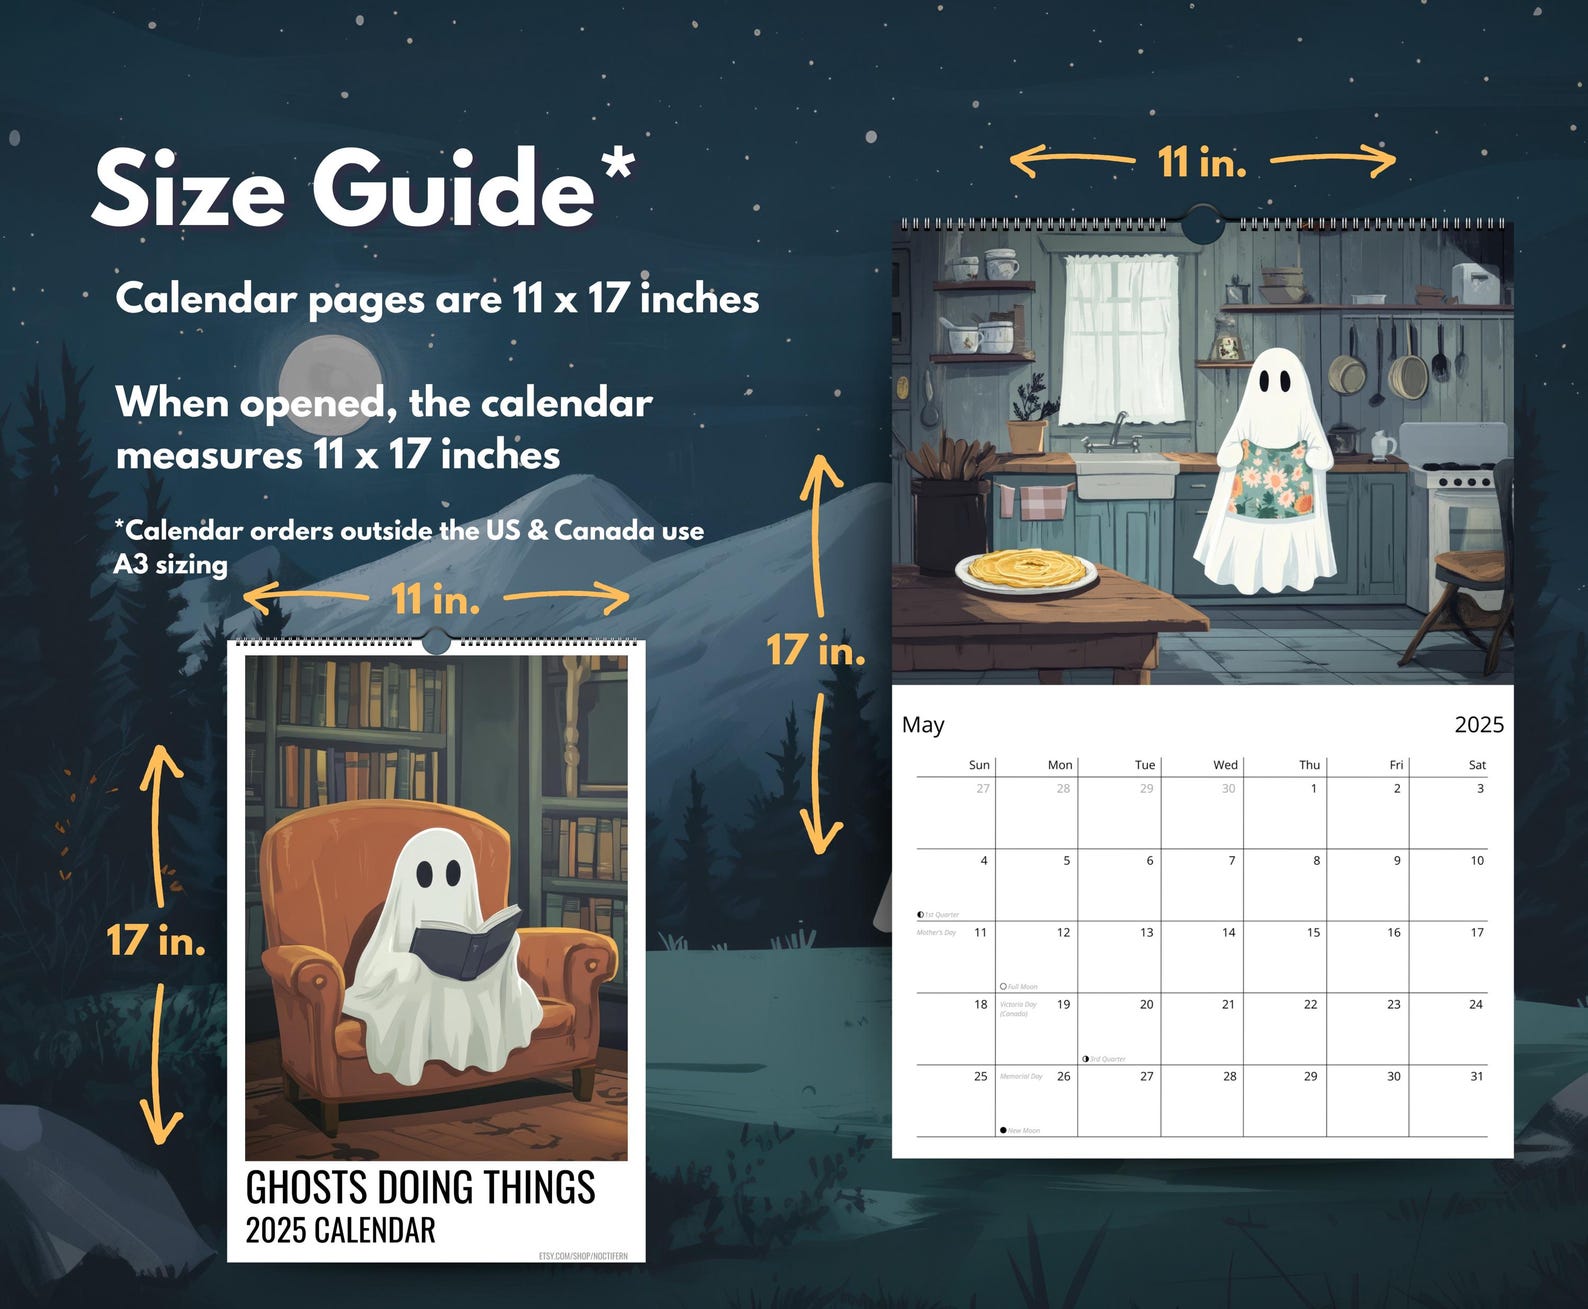 Size Guide*
Calendar pages are 11 x 17 inches
When opened, the calendar
measures 11 x 17 inches
*Calendar orders outside the US & Canada use
A3 sizing
11 in.
17 in.
GHOSTS DOING THINGS
2025 CALENDAR
ETSY.COM/SHOP/NOCTIFERN
11 in.
17 in.
May 2025
Sun Mon Tue Wed Thu Fri Sat
27 28 29 30 1 2 3
4 5 6 7 8 9 10
1st Quarter
Mother's Day 11 12 13 14 15 16 17
Full Moon
18 Victoria Day 19 20 21 22 23 24
(Canada)
3rd Quarter
25 Memorial Day 26 27 28 29 30 31
New Moon